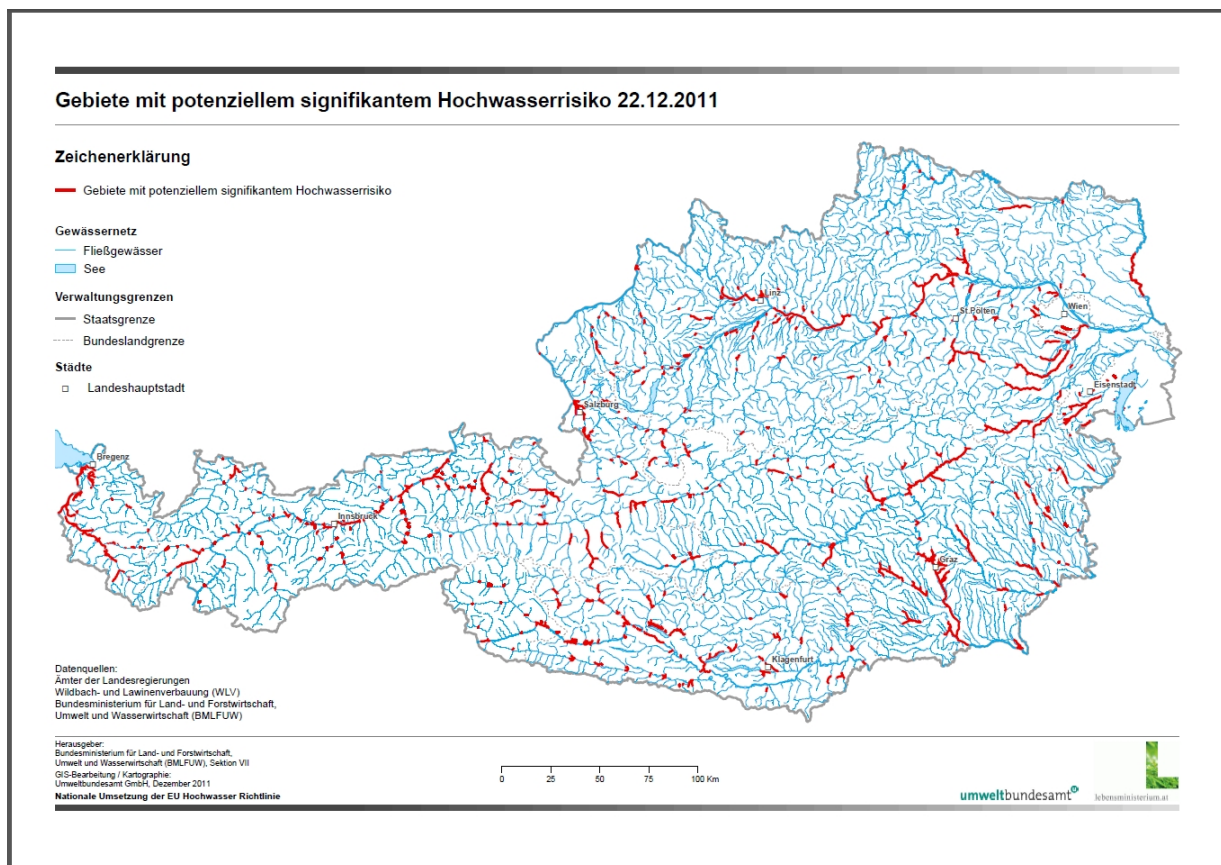 Gebiete mit potenziellem signifikantem Hochwasserrisiko 22.12.2011
Zeichenerklärung
Gebiete mit potenziellem signifikantem Hochwasserrisiko
Gewässernetz
Fließgewässer
See
Verwaltungsgrenzen
Staatsgrenze
Bundeslandgrenze
Städte
Landeshauptstadt
Linz
St.Pölten
Wien
Eisenstadt
Salzburg
Bregenz
Innsbruck
Graz
Klagenfurt
Datenquellen:
Ämter der Landesregierungen
Wildbach- und Lawinenverbauung (WLV)
Bundesministerium für Land- und Forstwirtschaft,
Umwelt und Wasserwirtschaft (BMLFUW)
Herausgeber:
Bundesministerium für Land- und Forstwirtschaft,
Umwelt und Wasserwirtschaft (BMLFUW), Sektion VII
GIS-Bearbeitung / Kartographie:
Umweltbundesamt GmbH, Dezember 2011
Nationale Umsetzung der EU Hochwasser Richtlinie
0 25 50 75 100 Km
umweltbundesamt
lebensministerium.at